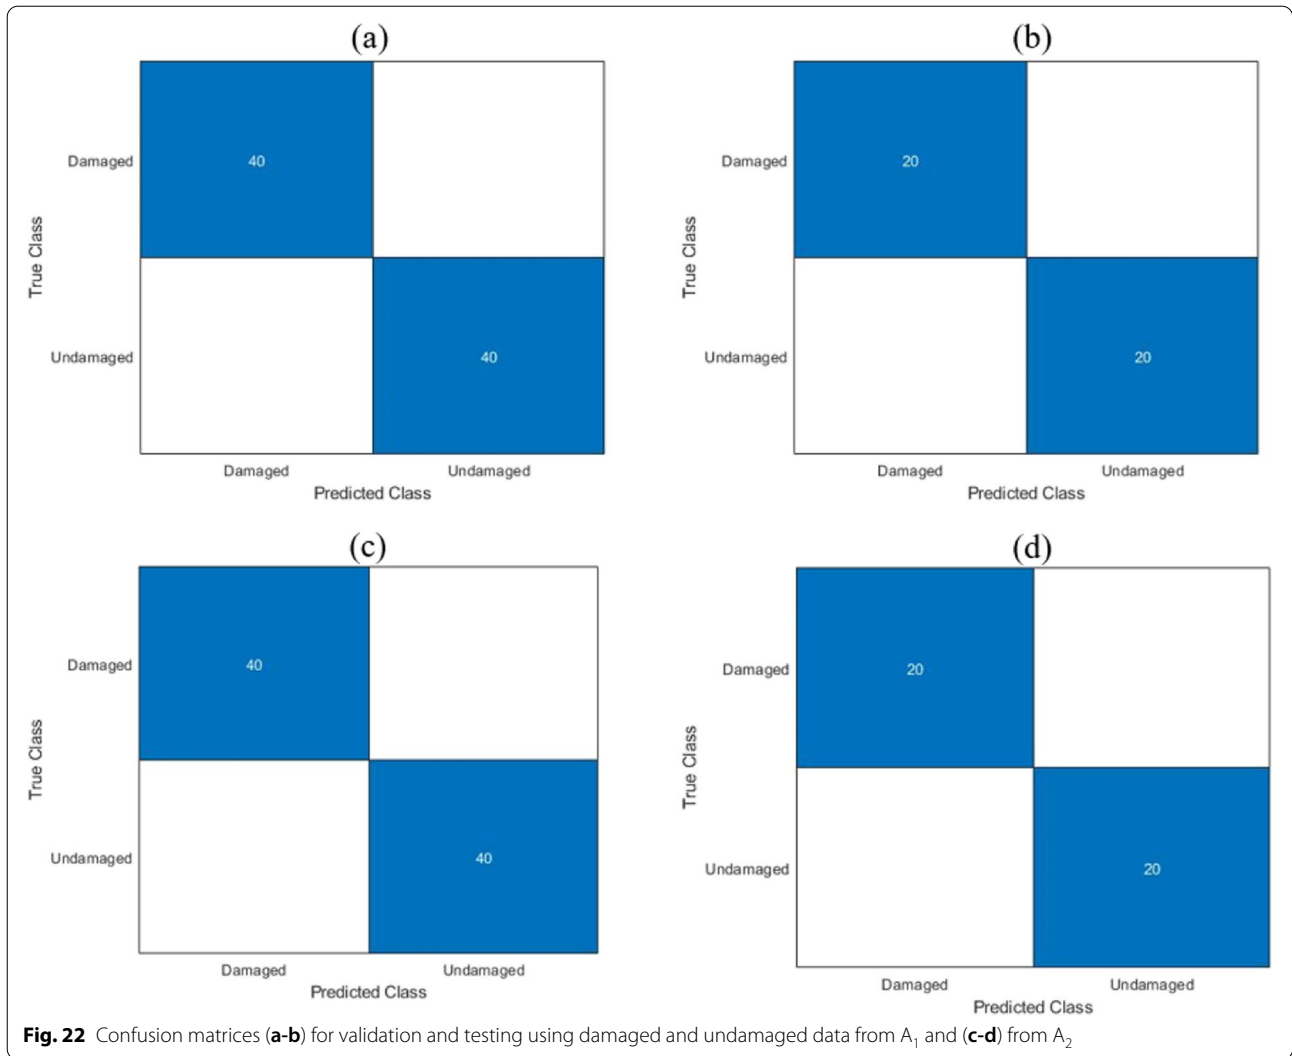 (a)
True Class
Damaged
40
Undamaged
40
Damaged
Undamaged
Predicted Class
(b)
True Class
Damaged
20
Undamaged
20
Damaged
Undamaged
Predicted Class
(c)
True Class
Damaged
40
Undamaged
40
Damaged
Undamaged
Predicted Class
(d)
True Class
Damaged
20
Undamaged
20
Damaged
Undamaged
Predicted Class
Fig. 22 Confusion matrices (a-b) for validation and testing using damaged and undamaged data from A₁ and (c-d) from A₂